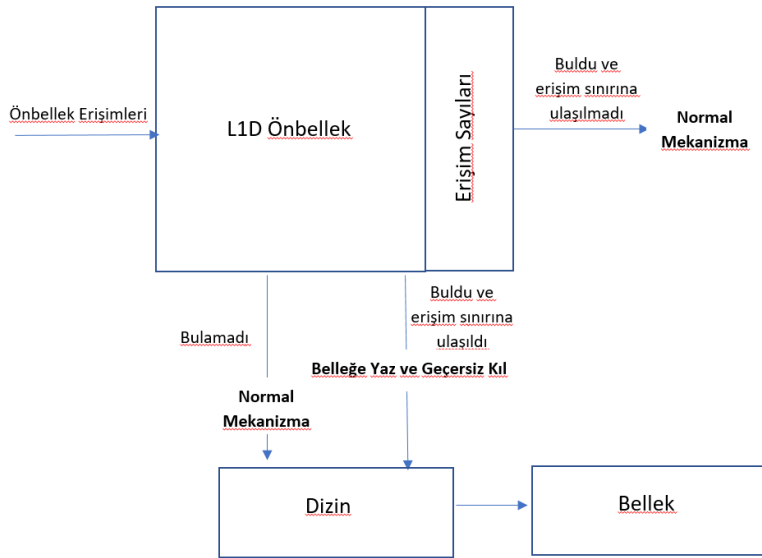 Önbellek Erişimleri
L1D Önbellek
Erişim Sayıları
Buldu ve
erişim sınırına
ulaşılmadı
Normal
Mekanizma
Bulamadı
Normal
Mekanizma
Buldu ve
erişim sınırına
ulaşıldı
Belleğe Yaz ve Geçersiz Kıl
Dizin
Bellek